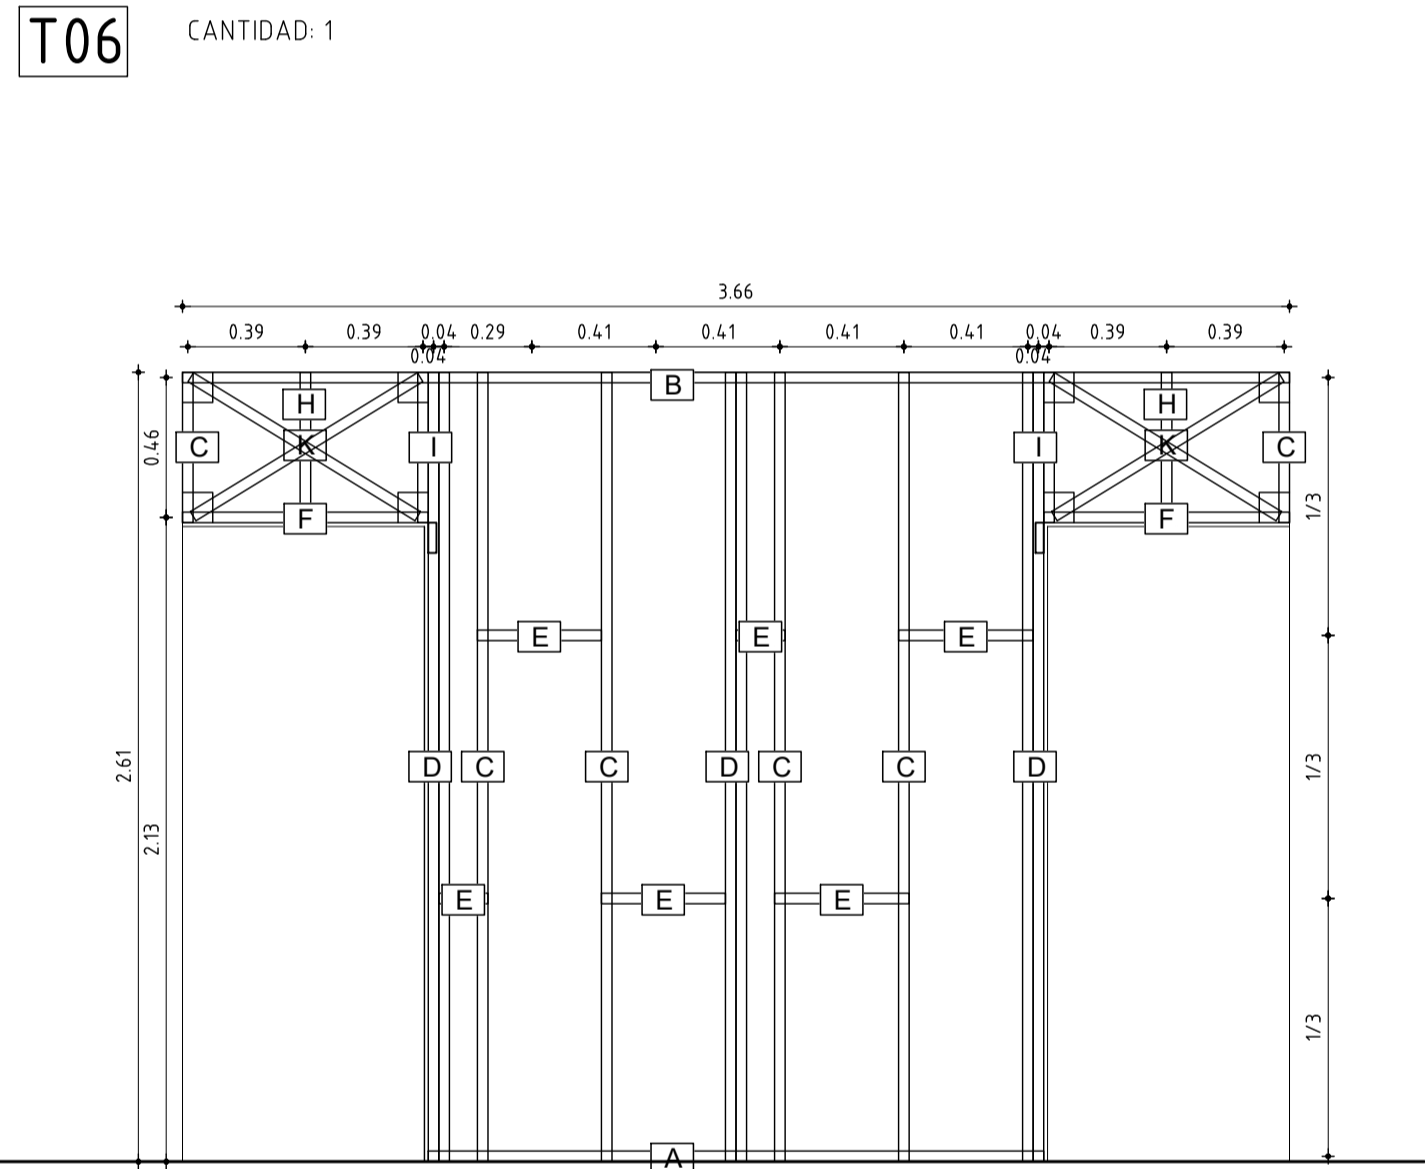 T06
CANTIDAD: 1
3.66
0.39 0.39 0.04 0.29 0.41 0.41 0.41 0.41 0.04 0.39 0.39
0.04 0.04
B
H H
0.46
C K I I K C
F F
1/3
E E E
2.61
D C C D C C D
1/3
2.13
E E E
1/3
A